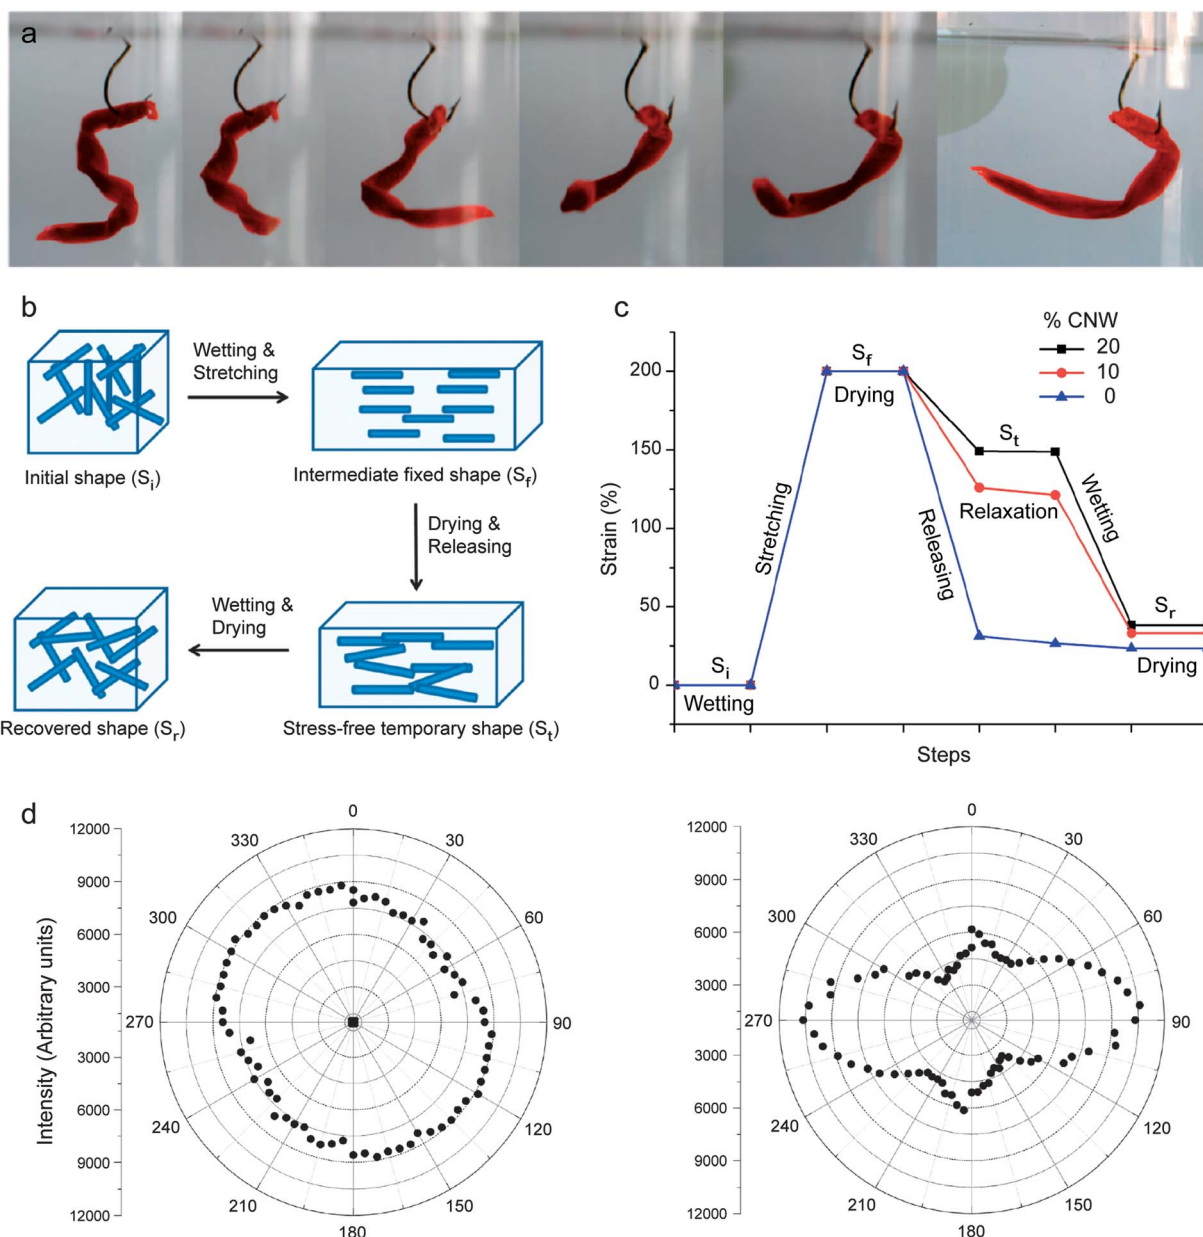 a
b
Wetting &
Stretching
Initial shape (Si)
Intermediate fixed shape (Sf)
Drying &
Releasing
Wetting &
Drying
Recovered shape (Sr)
Stress-free temporary shape (St)
c
% CNW
20
10
0
200
150
100
50
0
Strain (%)
Sf
Drying
St
Stretching
Releasing
Relaxation
Wetting
Si
Wetting
Sr
Drying
Steps
d
Intensity (Arbitrary units)
12000
9000
6000
3000
0
3000
6000
9000
12000
0
30
60
90
120
150
180
210
240
270
300
330
12000
9000
6000
3000
0
3000
6000
9000
12000
0
30
60
90
120
150
180
210
240
270
300
330